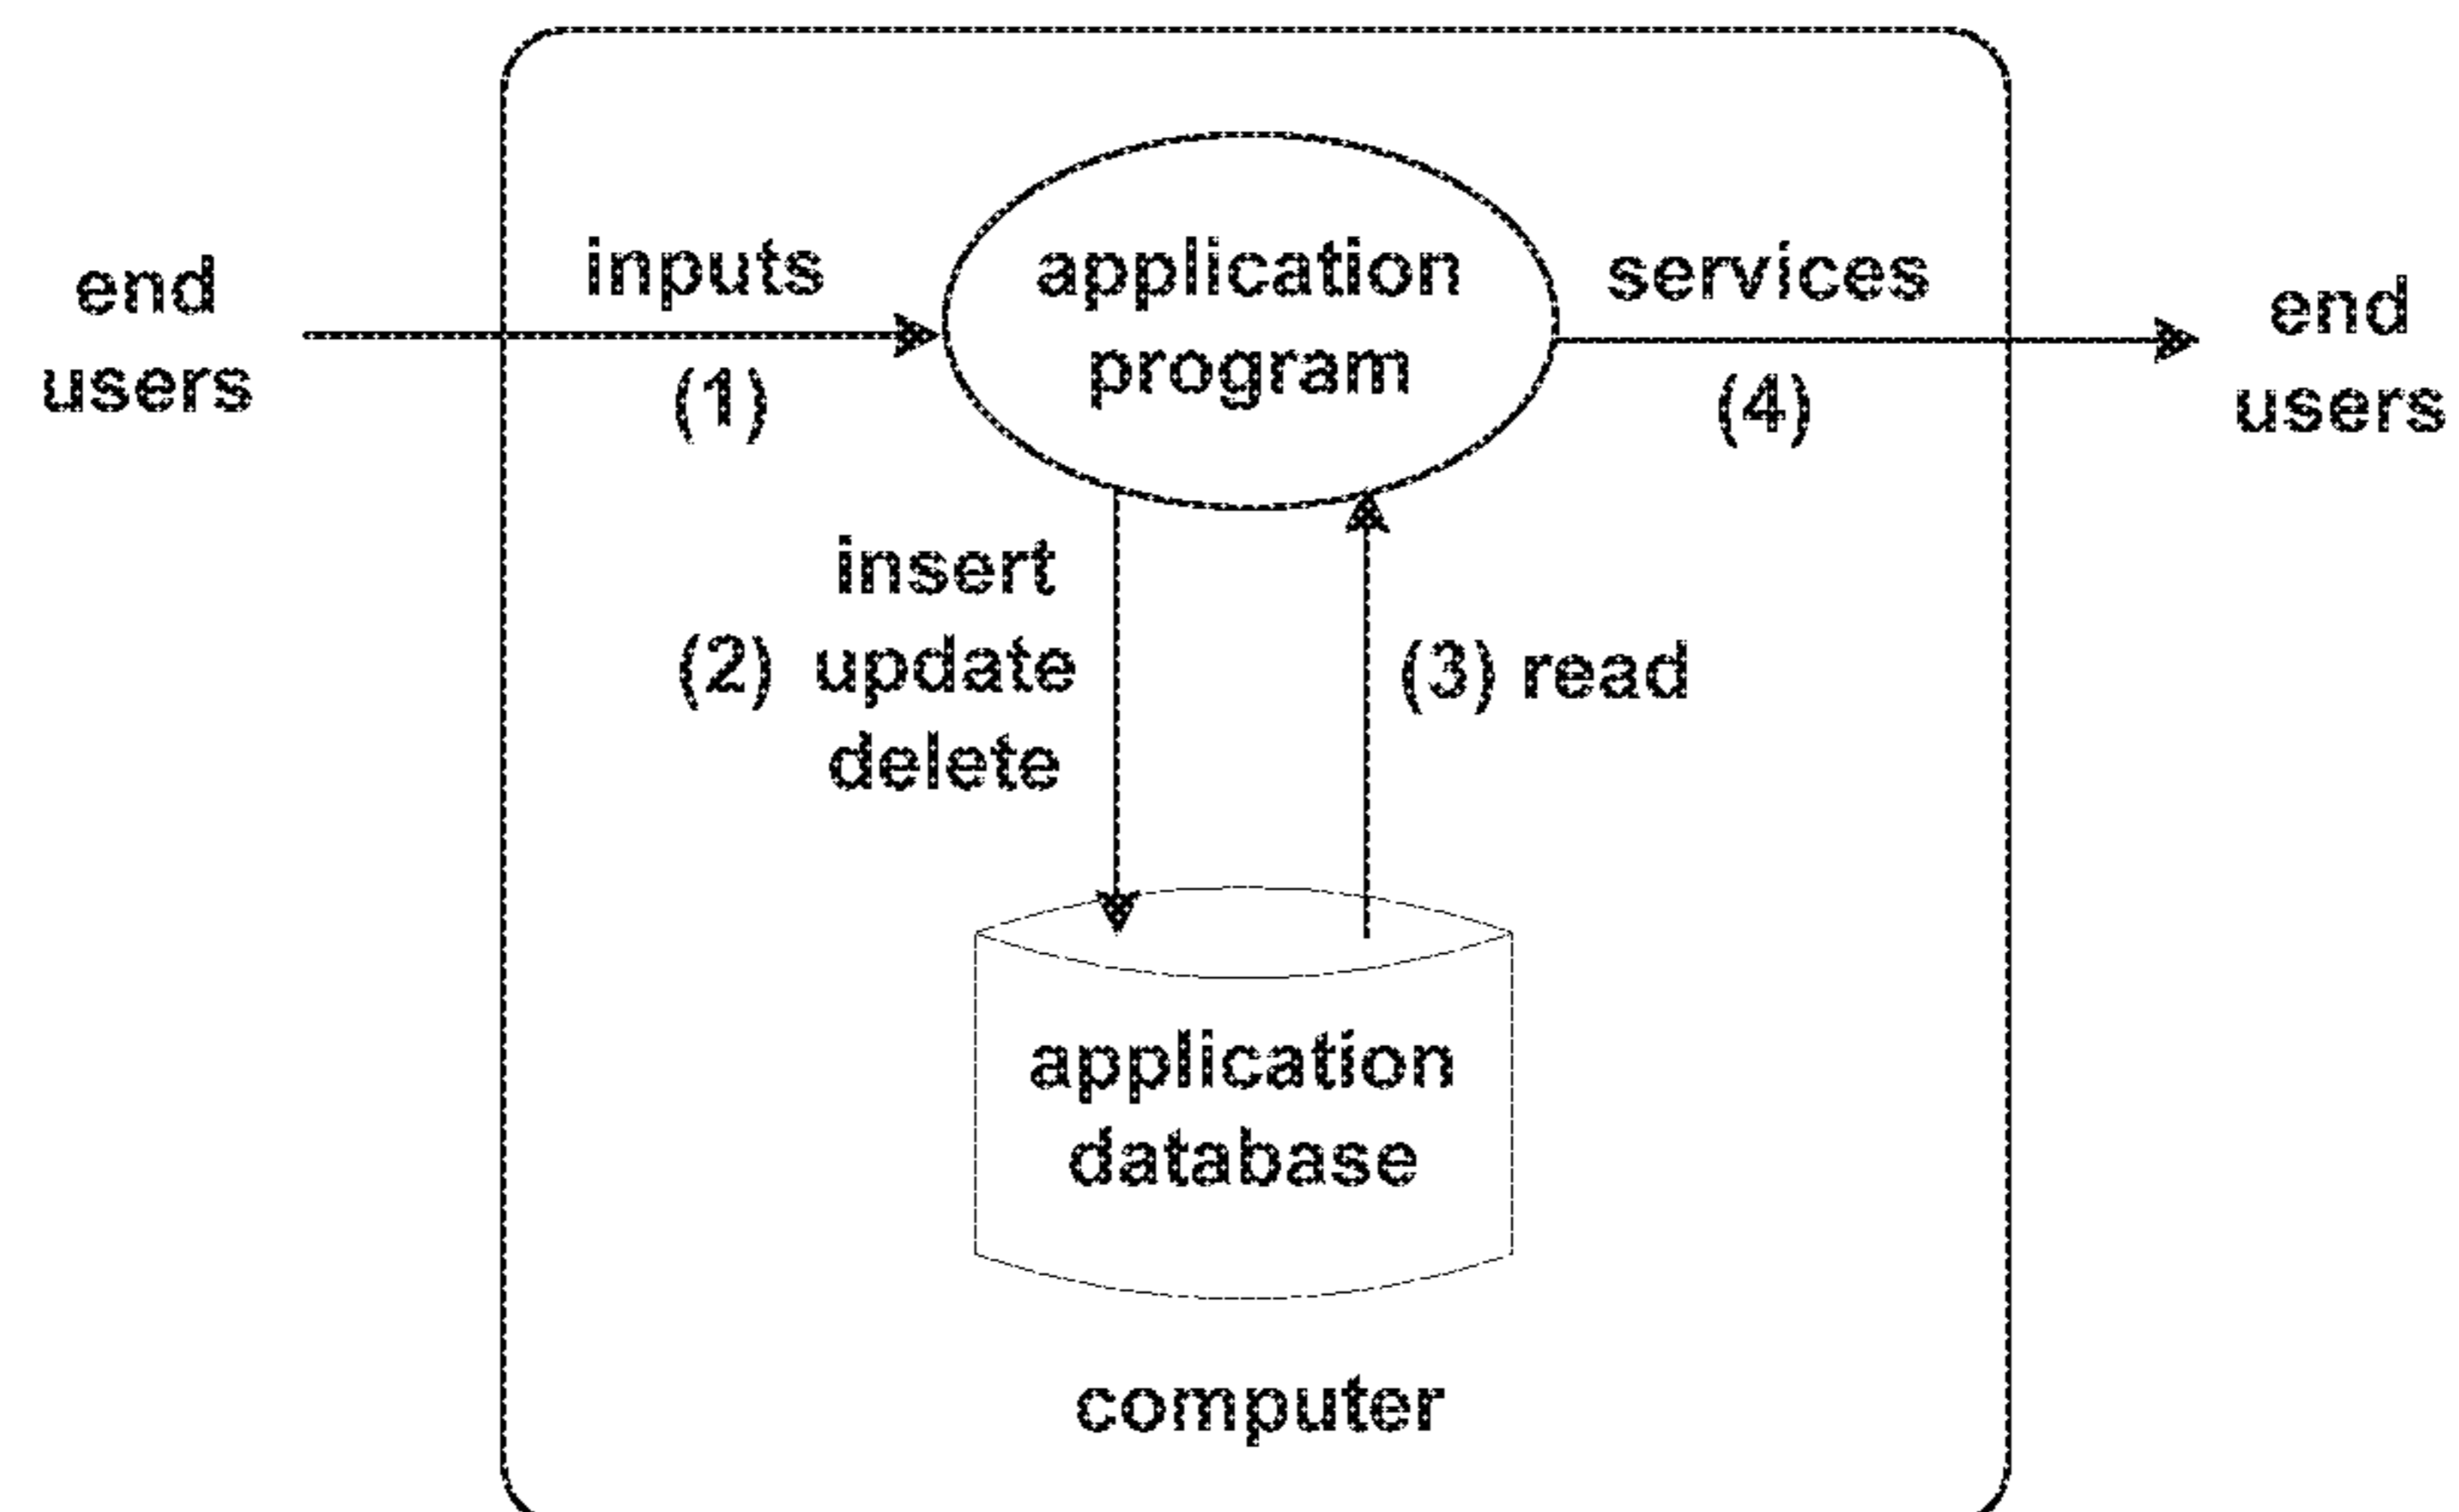 end
users
inputs
(1)
application
program
services
(4)
end
users
insert
(2) update
delete
(3) read
application
database
computer